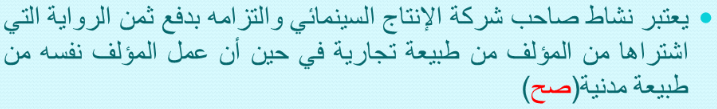 • يعتبر نشاط صاحب شركة الإنتاج السينمائي والتزامه بدفع ثمن الرواية التي
اشتراها من المؤلف من طبيعة تجارية في حين أن عمل المؤلف نفسه من
طبيعة مدنية(صح)